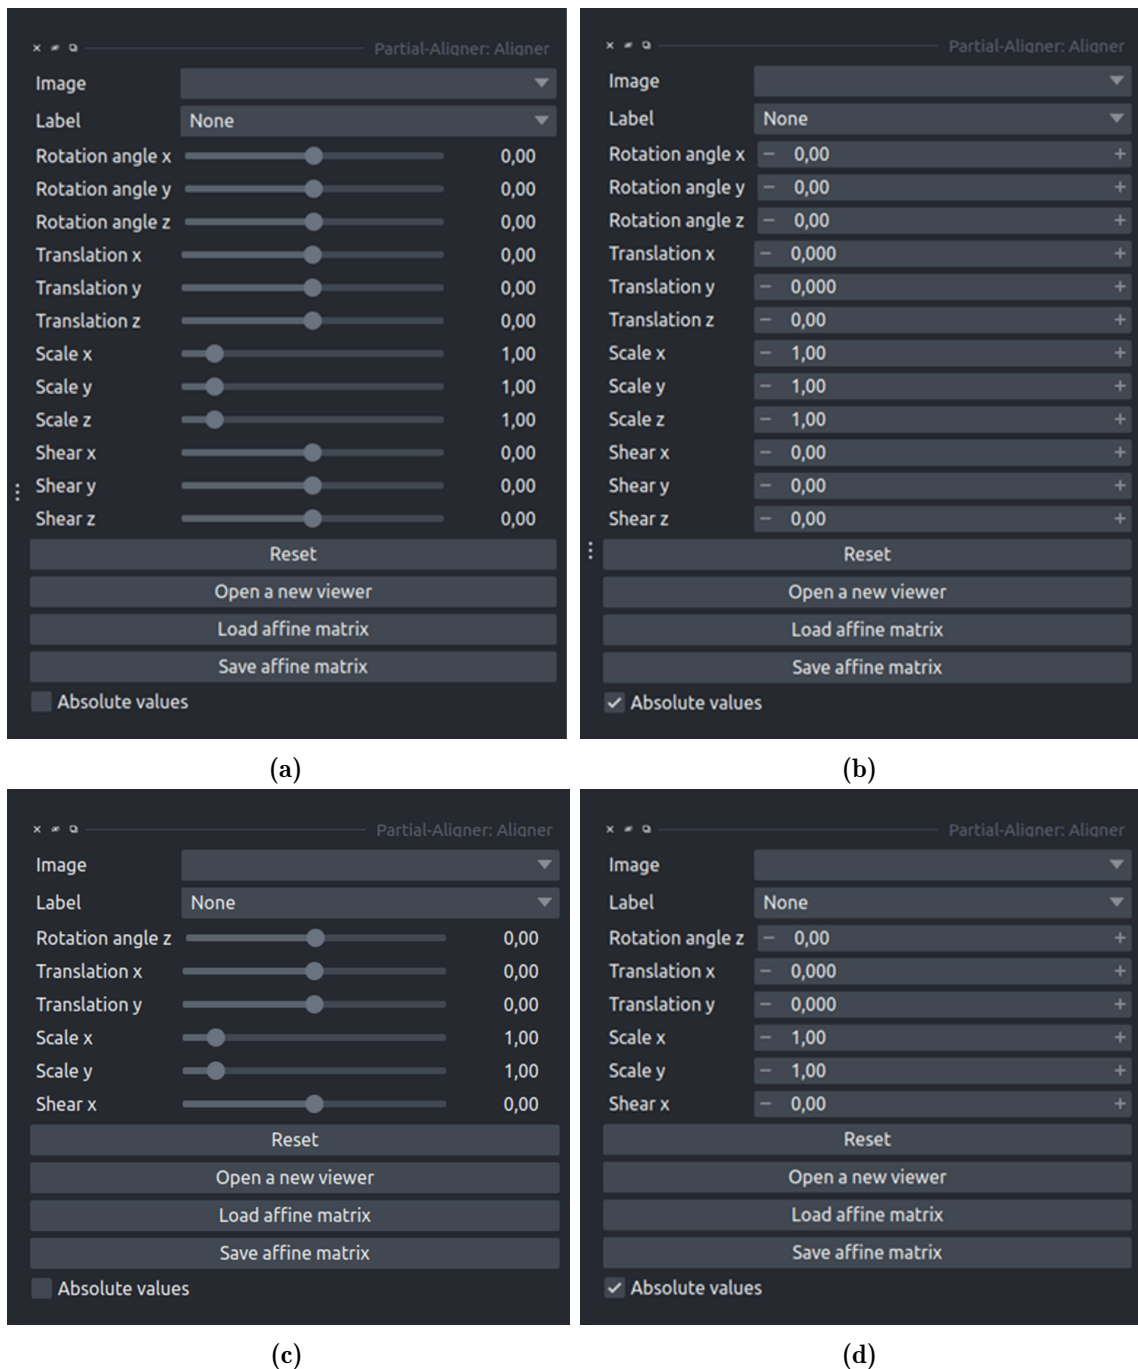 Partial-Aligner: Aligner
Image
Label None
Rotation angle x 0,00
Rotation angle y 0,00
Rotation angle z 0,00
Translation x 0,00
Translation y 0,00
Translation z 0,00
Scale x 1,00
Scale y 1,00
Scale z 1,00
Shear x 0,00
Shear y 0,00
Shear z 0,00
Reset
Open a new viewer
Load affine matrix
Save affine matrix
Absolute values
(a)
Partial-Aligner: Aligner
Image
Label None
Rotation angle x − 0,00 +
Rotation angle y − 0,00 +
Rotation angle z − 0,00 +
Translation x − 0,000 +
Translation y − 0,000 +
Translation z − 0,00 +
Scale x − 1,00 +
Scale y − 1,00 +
Scale z − 1,00 +
Shear x − 0,00 +
Shear y − 0,00 +
Shear z − 0,00 +
Reset
Open a new viewer
Load affine matrix
Save affine matrix
Absolute values
(b)
Partial-Aligner: Aligner
Image
Label None
Rotation angle z 0,00
Translation x 0,00
Translation y 0,00
Scale x 1,00
Scale y 1,00
Shear x 0,00
Reset
Open a new viewer
Load affine matrix
Save affine matrix
Absolute values
(c)
Partial-Aligner: Aligner
Image
Label None
Rotation angle z − 0,00 +
Translation x − 0,000 +
Translation y − 0,000 +
Scale x − 1,00 +
Scale y − 1,00 +
Shear x − 0,00 +
Reset
Open a new viewer
Load affine matrix
Save affine matrix
Absolute values
(d)